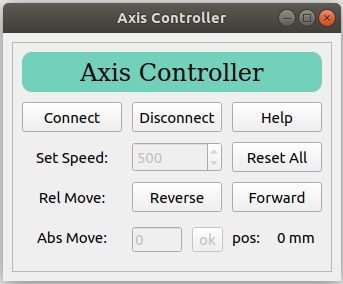 Axis Controller
Axis Controller
Connect Disconnect Help
Set Speed: 500 Reset All
Rel Move: Reverse Forward
Abs Move: 0 ok pos: 0 mm